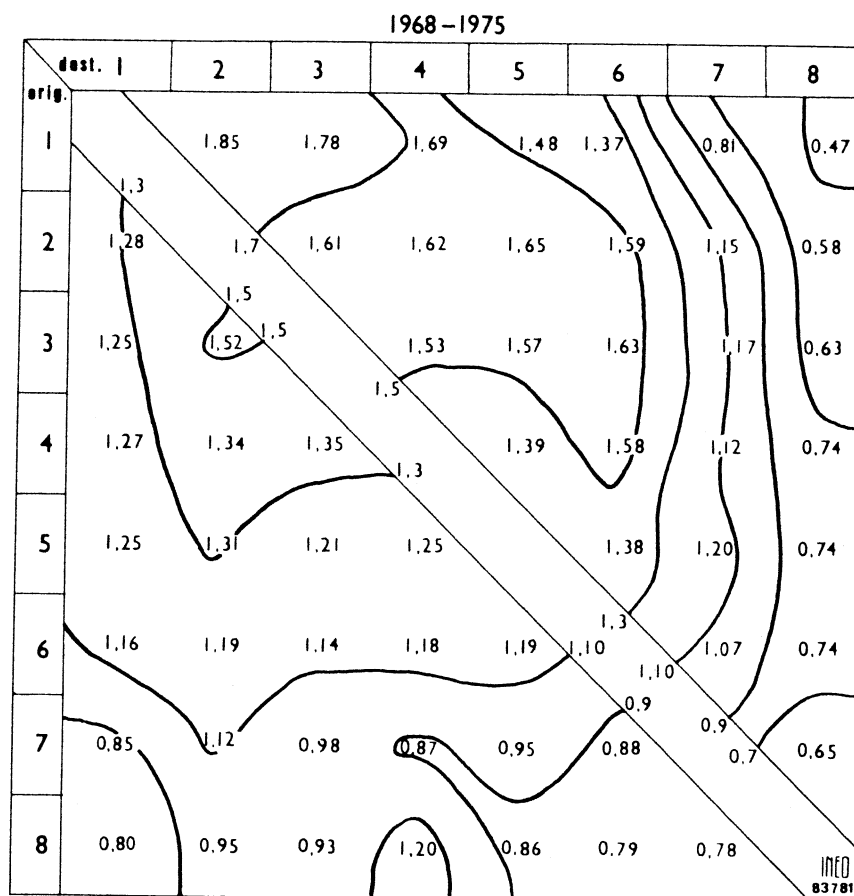 1968–1975
dest. 1 2 3 4 5 6 7 8
orig.
1 1,85 1,78 1,69 1,48 1,37 0,81 0,47
1,3
2 1,28 1,7 1,61 1,62 1,65 1,59 1,15 0,58
1,5
3 1,25 1,52 1,5 1,53 1,57 1,63 1,17 0,63
1,5
4 1,27 1,34 1,35 1,3 1,39 1,58 1,12 0,74
5 1,25 1,31 1,21 1,25 1,38 1,20 0,74
1,3
6 1,16 1,19 1,14 1,18 1,19 1,10 1,10 1,07 0,74
0,9 0,9
7 0,85 1,12 0,98 0,87 0,95 0,88 0,7 0,65
8 0,80 0,95 0,93 1,20 0,86 0,79 0,78
INED
83781